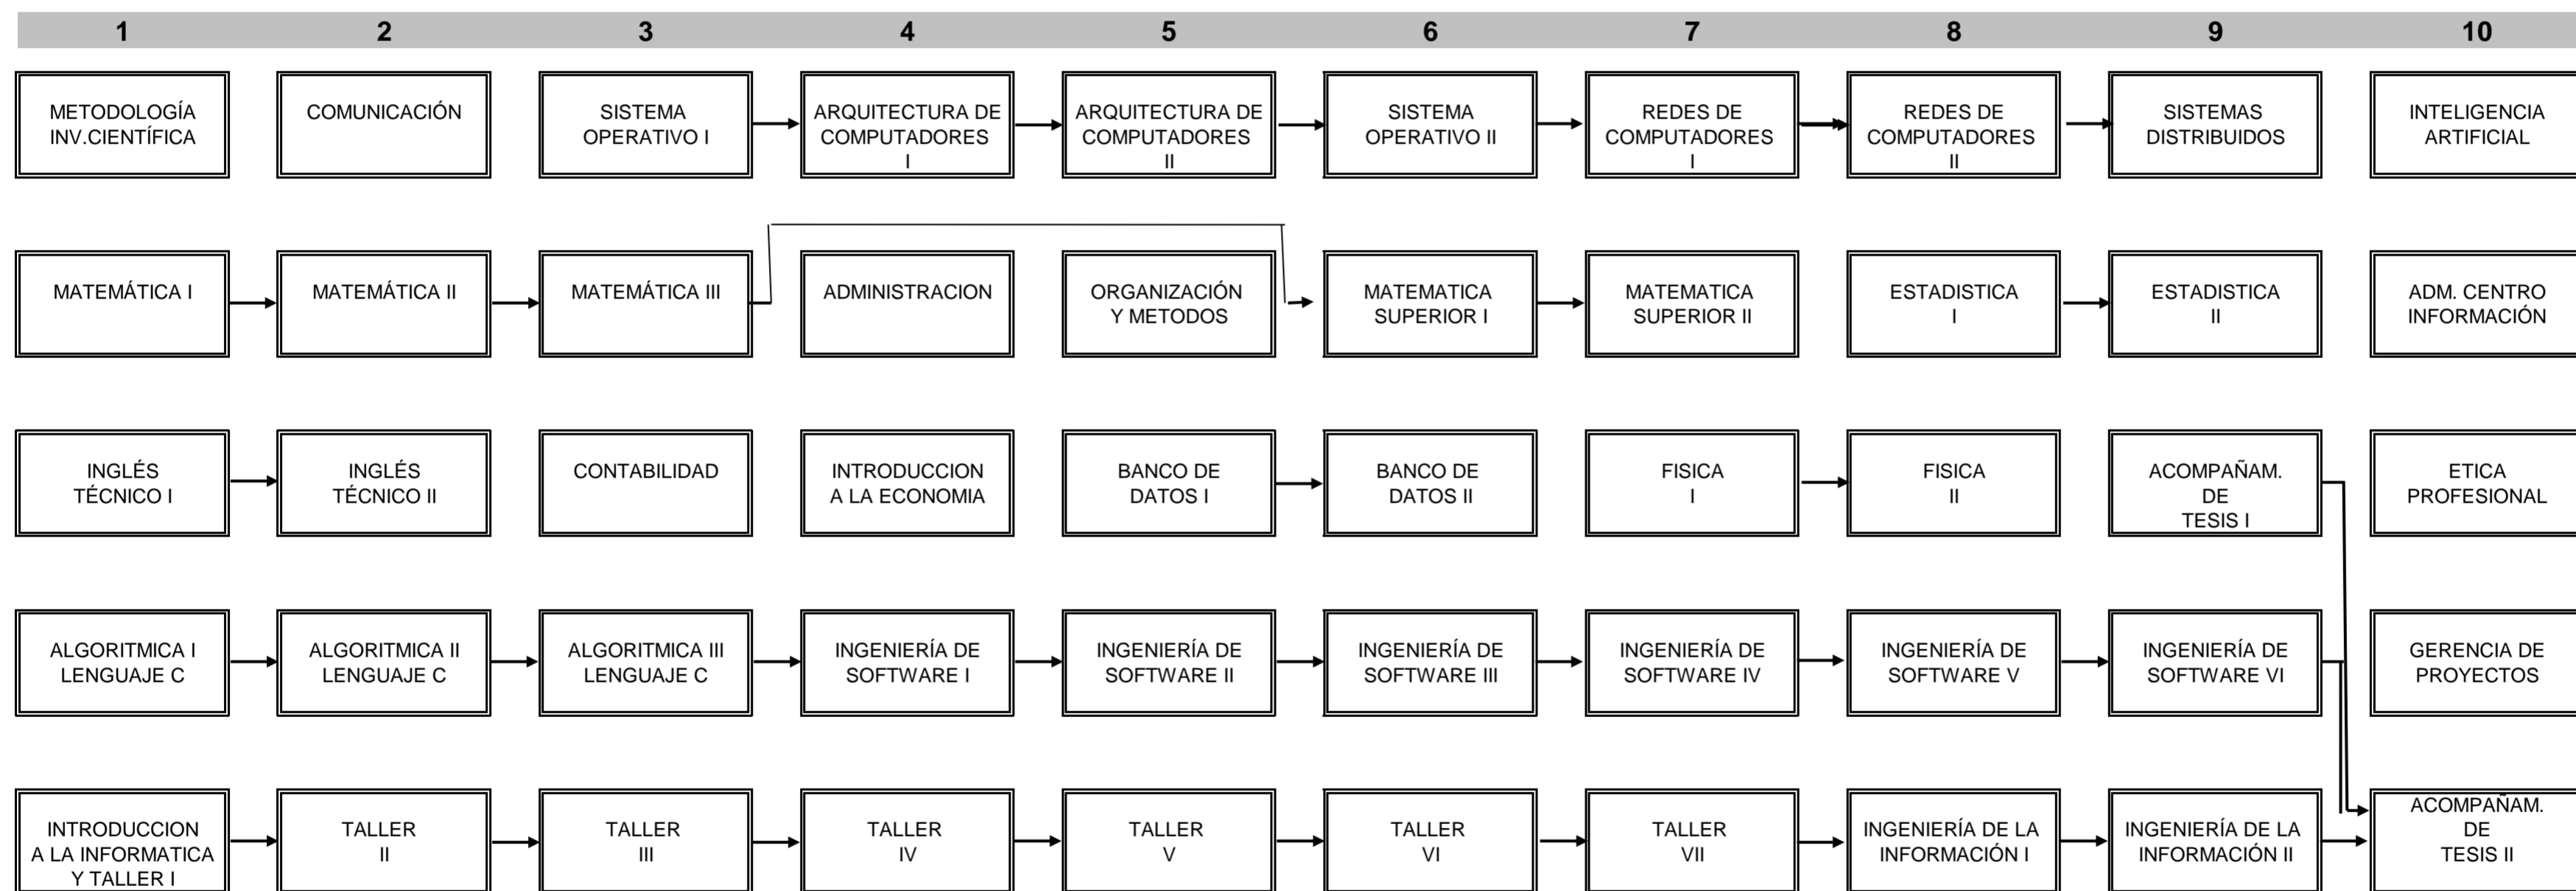 1 2 3 4 5 6 7 8 9 10
METODOLOGÍA
INV.CIENTÍFICA
COMUNICACIÓN
SISTEMA
OPERATIVO I
ARQUITECTURA DE
COMPUTADORES
I
ARQUITECTURA DE
COMPUTADORES
II
SISTEMA
OPERATIVO II
REDES DE
COMPUTADORES
I
REDES DE
COMPUTADORES
II
SISTEMAS
DISTRIBUIDOS
INTELIGENCIA
ARTIFICIAL
MATEMÁTICA I
MATEMÁTICA II
MATEMÁTICA III
ADMINISTRACION
ORGANIZACIÓN
Y METODOS
MATEMATICA
SUPERIOR I
MATEMATICA
SUPERIOR II
ESTADISTICA
I
ESTADISTICA
II
ADM. CENTRO
INFORMACIÓN
INGLÉS
TÉCNICO I
INGLÉS
TÉCNICO II
CONTABILIDAD
INTRODUCCION
A LA ECONOMIA
BANCO DE
DATOS I
BANCO DE
DATOS II
FISICA
I
FISICA
II
ACOMPAÑAM.
DE
TESIS I
ETICA
PROFESIONAL
ALGORITMICA I
LENGUAJE C
ALGORITMICA II
LENGUAJE C
ALGORITMICA III
LENGUAJE C
INGENIERÍA DE
SOFTWARE I
INGENIERÍA DE
SOFTWARE II
INGENIERÍA DE
SOFTWARE III
INGENIERÍA DE
SOFTWARE IV
INGENIERÍA DE
SOFTWARE V
INGENIERÍA DE
SOFTWARE VI
GERENCIA DE
PROYECTOS
INTRODUCCION
A LA INFORMATICA
Y TALLER I
TALLER
II
TALLER
III
TALLER
IV
TALLER
V
TALLER
VI
TALLER
VII
INGENIERÍA DE LA
INFORMACIÓN I
INGENIERÍA DE LA
INFORMACIÓN II
ACOMPAÑAM.
DE
TESIS II